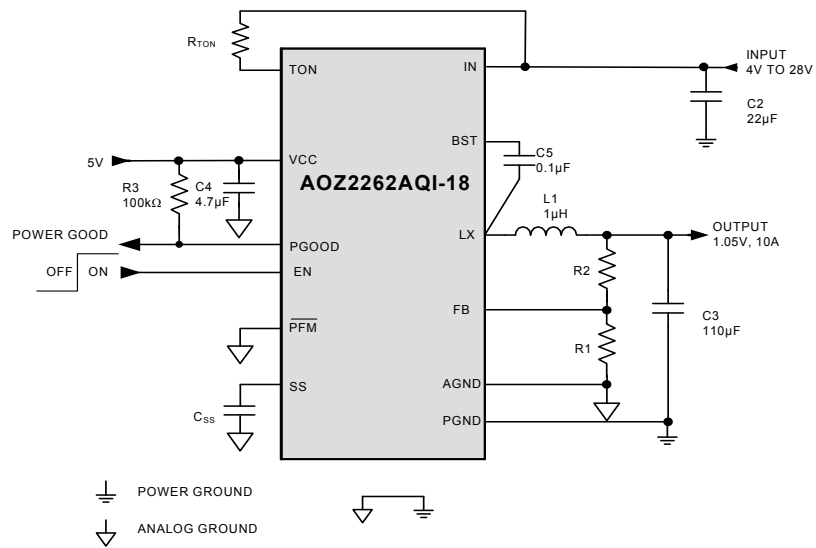 R_TON
TON
IN
INPUT
4V TO 28V
C2
22µF
BST
C5
0.1µF
5V
VCC
R3
100kΩ
C4
4.7µF
AOZ2262AQI-18
L1
1µH
LX
OUTPUT
1.05V, 10A
POWER GOOD
PGOOD
OFF
ON
EN
R2
FB
C3
110µF
PFM
R1
SS
AGND
C_SS
PGND
POWER GROUND
ANALOG GROUND